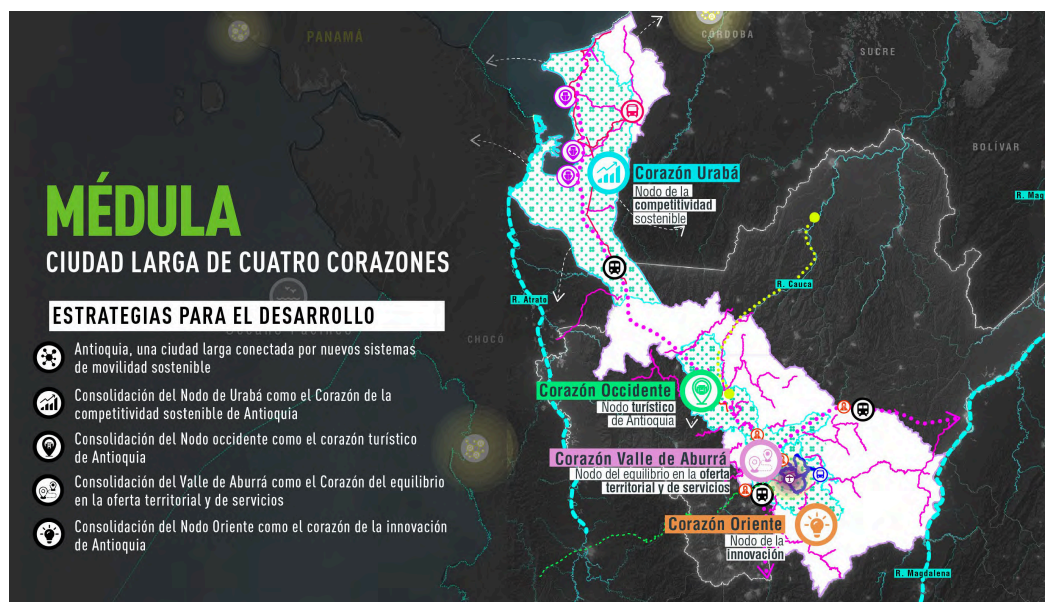 PANAMÁ
CÓRDOBA
SUCRE
BOLÍVAR
Corazón Urabá
Nodo de la
competitividad
sostenible
MÉDULA
CIUDAD LARGA DE CUATRO CORAZONES
ESTRATEGIAS PARA EL DESARROLLO
Antioquia, una ciudad larga conectada por nuevos sistemas
de movilidad sostenible
Consolidación del Nodo de Urabá como el Corazón de la
competitividad sostenible de Antioquia
Consolidación del Nodo occidente como el corazón turístico
de Antioquia
Consolidación del Valle de Aburrá como el Corazón del equilibrio
en la oferta territorial y de servicios
Consolidación del Nodo Oriente como el corazón de la innovación
de Antioquia
R. Mag
R. Cauca
R. Atrato
CHOCÓ
Corazón Occidente
Nodo turístico
de Antioquia
Corazón Valle de Aburrá
Nodo del equilibrio en la oferta
territorial y de servicios
Corazón Oriente
Nodo de la
innovación
R. Magdalena